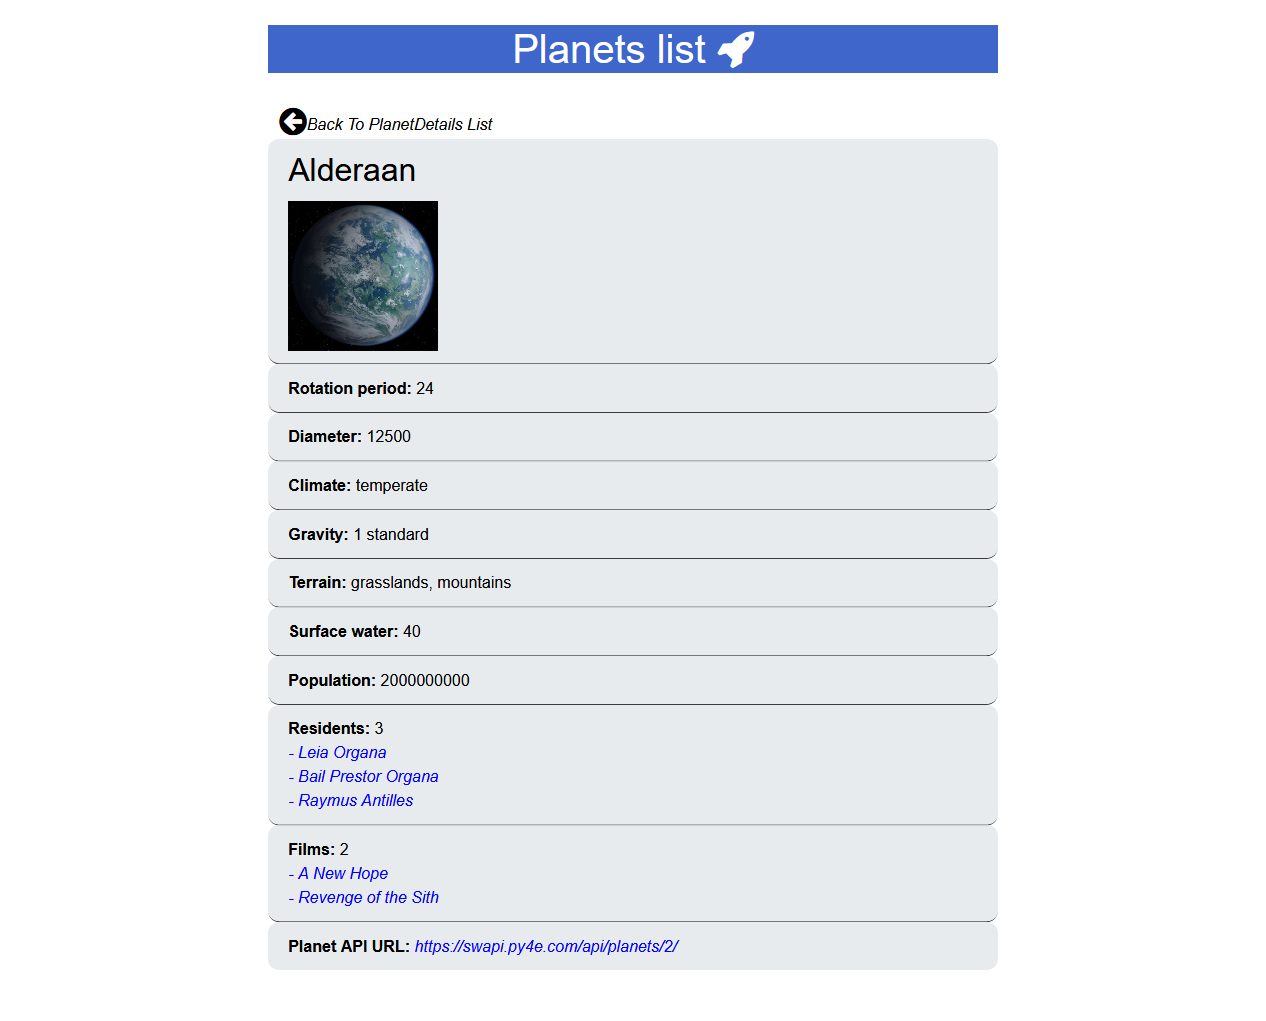 Planets list
Back To PlanetDetails List
Alderaan
Rotation period: 24
Diameter: 12500
Climate: temperate
Gravity: 1 standard
Terrain: grasslands, mountains
Surface water: 40
Population: 2000000000
Residents: 3
- Leia Organa
- Bail Prestor Organa
- Raymus Antilles
Films: 2
- A New Hope
- Revenge of the Sith
Planet API URL: https://swapi.py4e.com/api/planets/2/